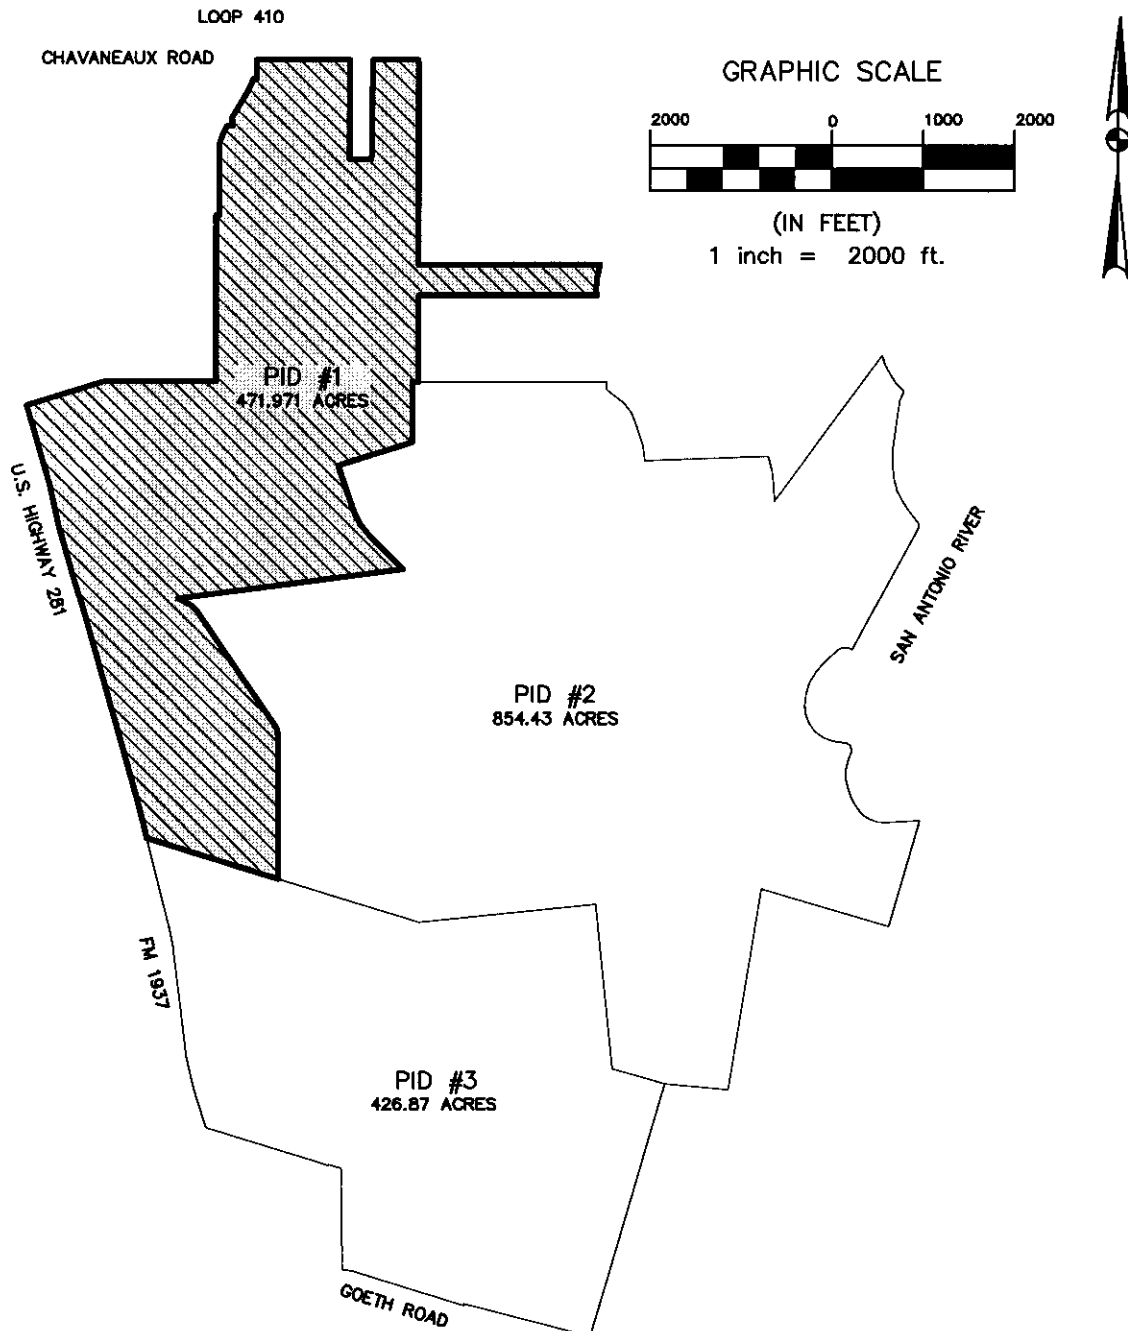 LOOP 410
CHAVANEAUX ROAD
GRAPHIC SCALE
2000 0 1000 2000
(IN FEET)
1 inch = 2000 ft.
PID #1
471.971 ACRES
U.S. HIGHWAY 281
SAN ANTONIO RIVER
PID #2
854.43 ACRES
FM 1937
PID #3
426.87 ACRES
GOETH ROAD